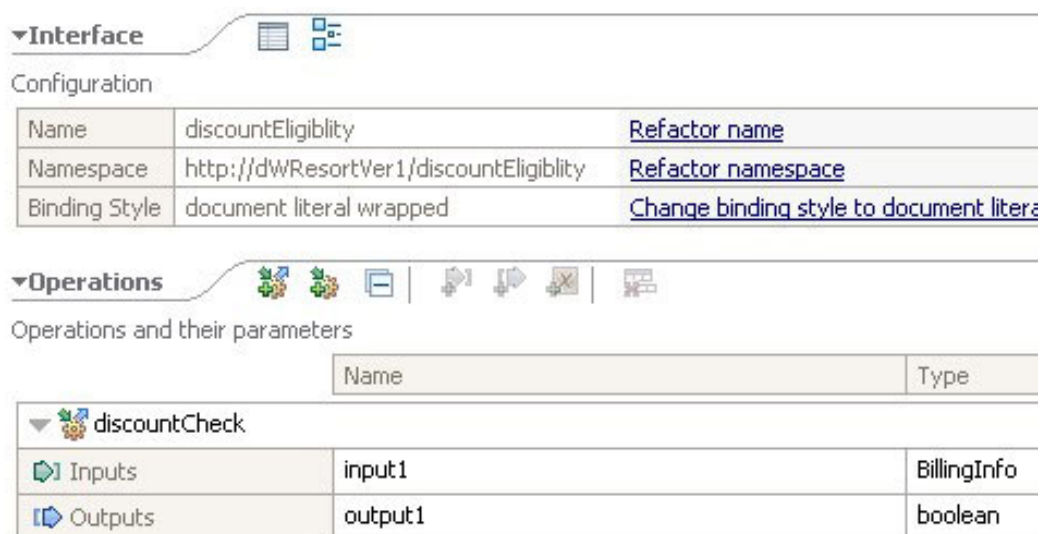 Interface
Configuration
Name discountEligiblity Refactor name
Namespace http://dWResortVer1/discountEligiblity Refactor namespace
Binding Style document literal wrapped Change binding style to document litera
Operations
Operations and their parameters
Name Type
discountCheck
Inputs input1 BillingInfo
Outputs output1 boolean